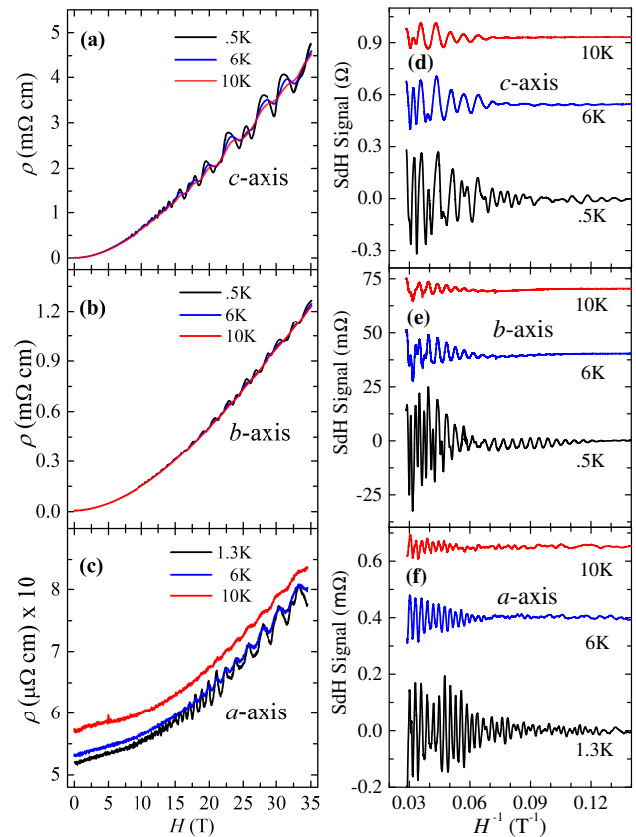 (a)
.5K
6K
10K
5
4
3
2
1
0
ρ (mΩ cm)
c-axis
(b)
.5K
6K
10K
1.2
0.9
0.6
0.3
0.0
ρ (mΩ cm)
b-axis
(c)
1.3K
6K
10K
8
7
6
5
ρ (μΩ cm) x 10
a-axis
0 5 10 15 20 25 30 35
H (T)
0.9
0.6
0.3
0.0
-0.3
SdH Signal (Ω)
10K
(d)
c-axis
6K
.5K
75
50
25
0
-25
SdH Signal (mΩ)
10K
(e)
b-axis
6K
.5K
0.6
0.4
0.2
0.0
-0.2
SdH Signal (mΩ)
10K
(f)
a-axis
6K
1.3K
0.03 0.06 0.09 0.12
H⁻¹ (T⁻¹)